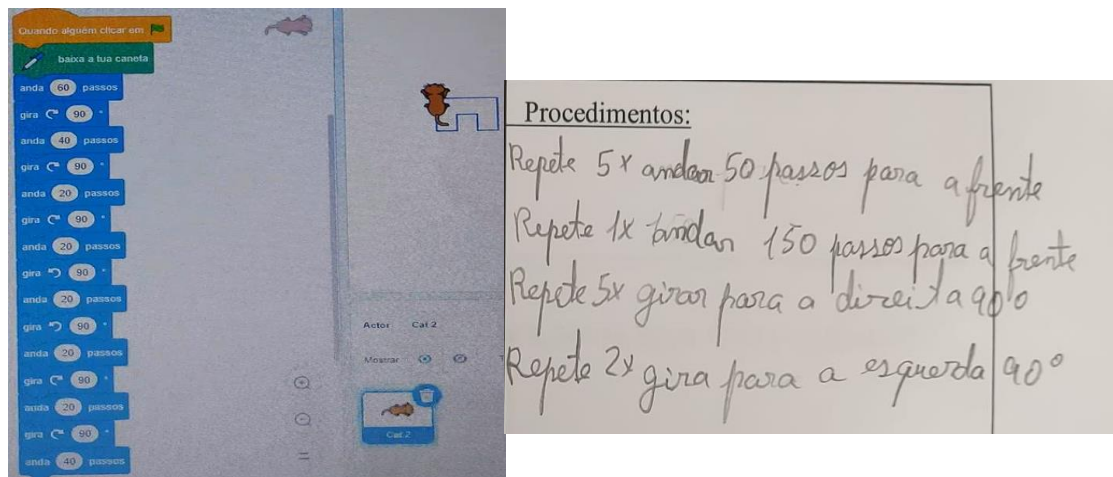 Quando alguém clicar em
baixa a tua caneta
anda 60 passos
gira 90 °
anda 40 passos
gira 90 °
anda 20 passos
gira 90 °
anda 20 passos
gira 90 °
anda 20 passos
gira 90 °
anda 20 passos
gira 90 °
anda 20 passos
gira 90 °
anda 40 passos
Actor Cat 2
Mostrar
Cat 2
Procedimentos:
Repete 5x andar 50 passos para a frente
Repete 1x andar 150 passos para a frente
Repete 5x girar para a direita 90°
Repete 2x gira para a esquerda 90°